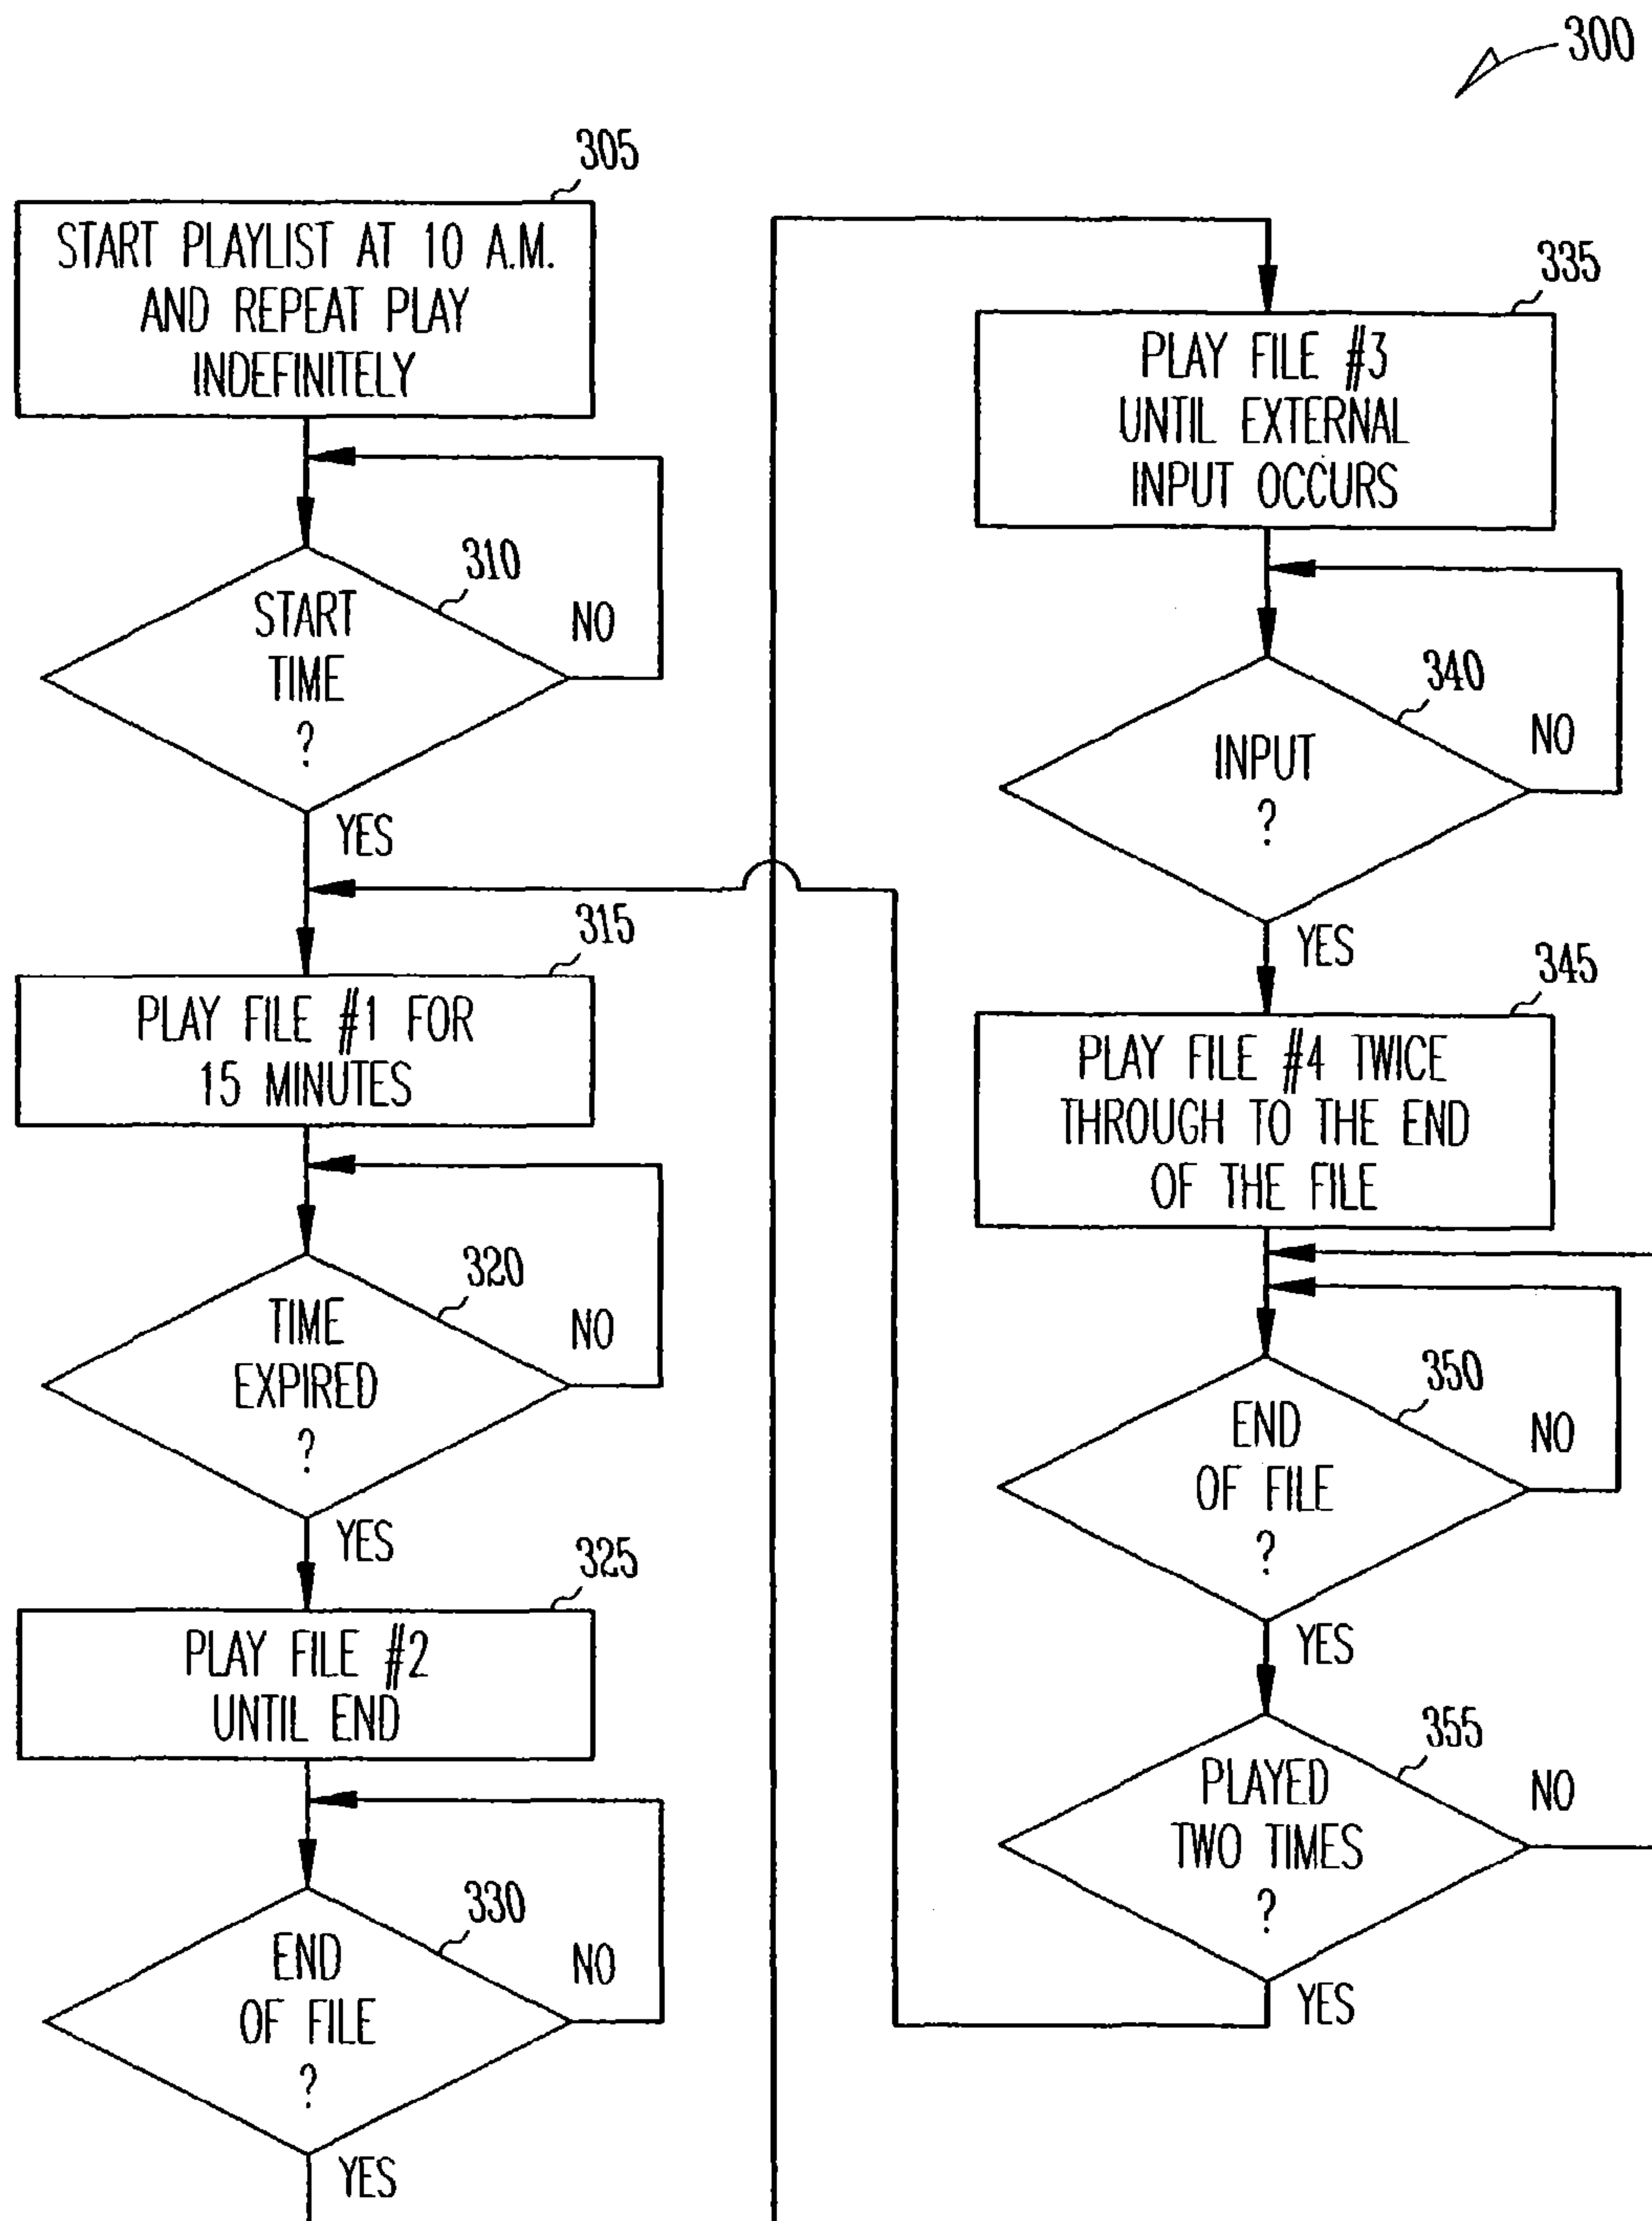 300
305
START PLAYLIST AT 10 A.M.
AND REPEAT PLAY
INDEFINITELY
310
START
TIME
?
NO
YES
315
PLAY FILE #1 FOR
15 MINUTES
320
TIME
EXPIRED
?
NO
YES
325
PLAY FILE #2
UNTIL END
330
END
OF FILE
?
NO
YES
335
PLAY FILE #3
UNTIL EXTERNAL
INPUT OCCURS
340
INPUT
?
NO
YES
345
PLAY FILE #4 TWICE
THROUGH TO THE END
OF THE FILE
350
END
OF FILE
?
NO
YES
355
PLAYED
TWO TIMES
?
NO
YES